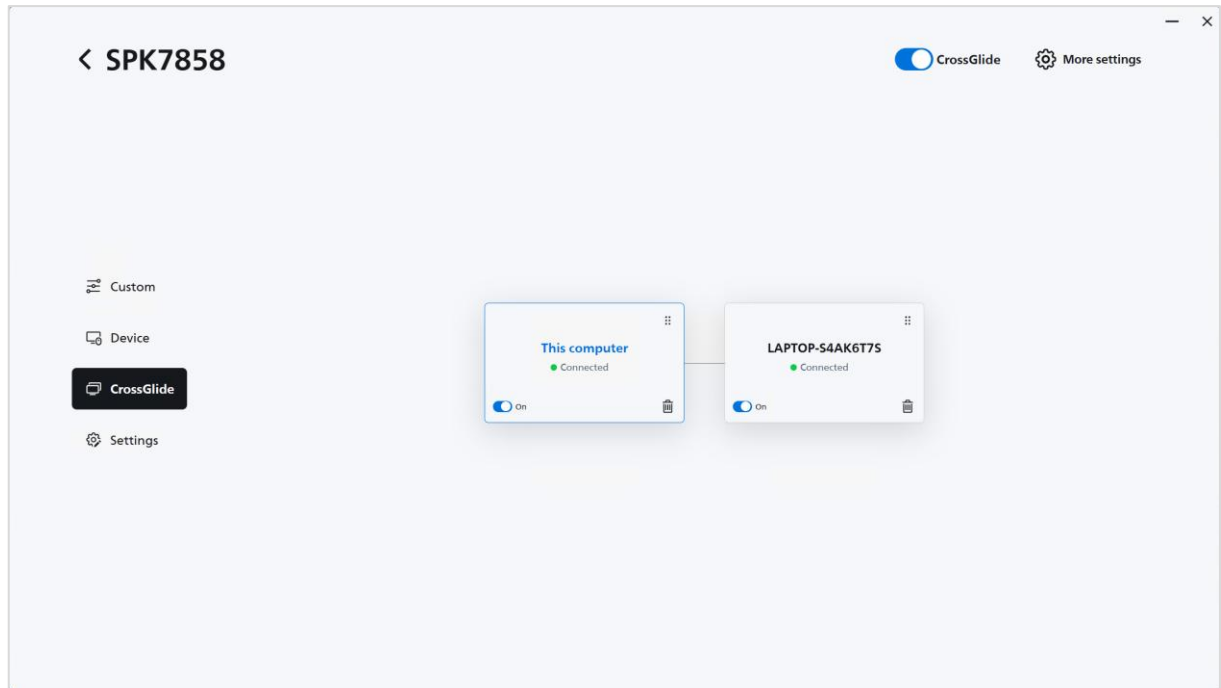 SPK7858
CrossGlide
More settings
Custom
Device
CrossGlide
Settings
This computer
Connected
On
LAPTOP-S4AK6T7S
Connected
On